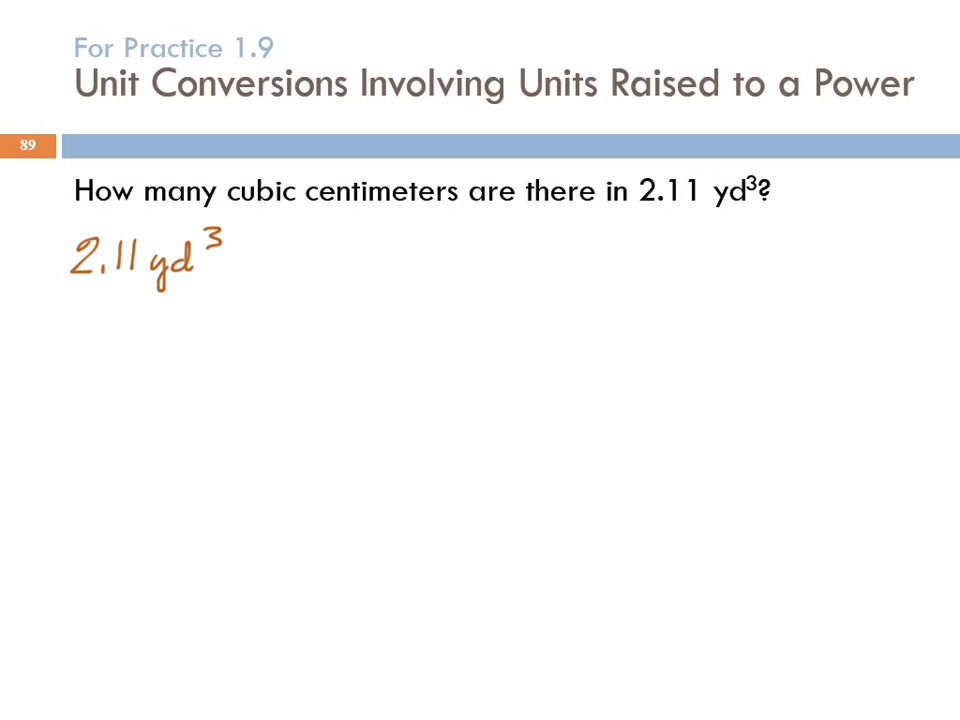 For Practice 1.9
Unit Conversions Involving Units Raised to a Power
89
How many cubic centimeters are there in 2.11 yd³?
2.11 yd³